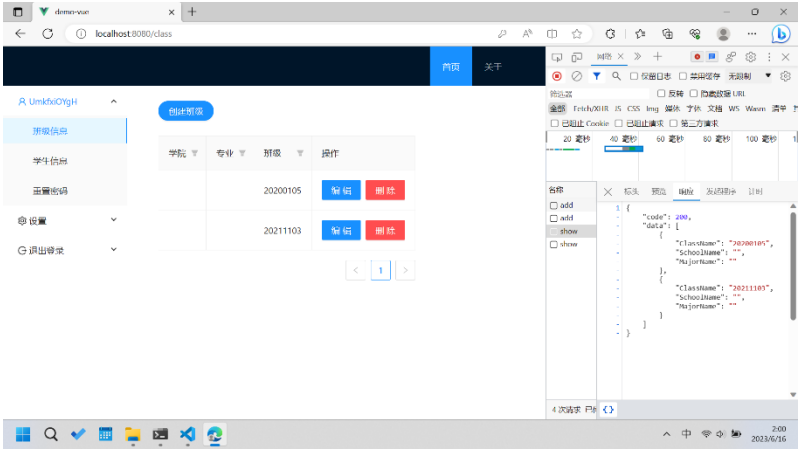 demo-vue
localhost:8080/class
首页
关于
UmkfxiOYgH
班级信息
学生信息
重置密码
设置
退出登录
创建班级
学院
专业
班级
操作
20200105
编 辑
删 除
20211103
编 辑
删 除
1
网络
保留日志
禁用缓存
无限制
筛选器
反转
隐藏数据 URL
全部
Fetch/XHR
JS
CSS
Img
媒体
字体
文档
WS
Wasm
清单
已阻止 Cookie
已阻止请求
第三方请求
20 毫秒
40 毫秒
60 毫秒
80 毫秒
100 毫秒
名称
标头
预览
响应
发起程序
计时
add
add
show
show
1 {
"code": 200,
"data": [
{
"ClassName": "20200105",
"SchoolName": "",
"MajorName": ""
},
{
"ClassName": "20211103",
"SchoolName": "",
"MajorName": ""
}
]
}
4 次请求
{}
中
2:00
2023/6/16